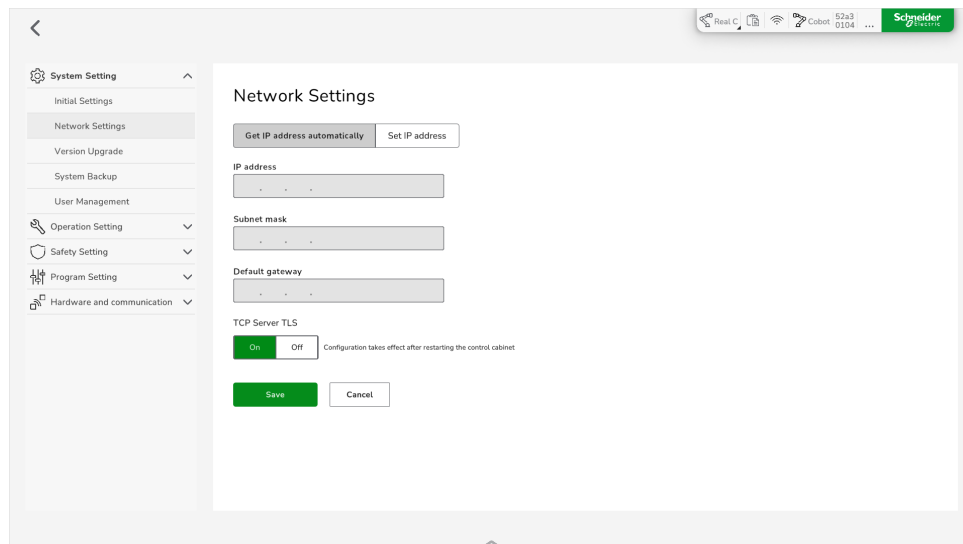 Real C
Cobot
52a3
0104
...
Schneider
Electric
System Setting
Initial Settings
Network Settings
Version Upgrade
System Backup
User Management
Operation Setting
Safety Setting
Program Setting
Hardware and communication
Network Settings
Get IP address automatically
Set IP address
IP address
. . .
Subnet mask
. . .
Default gateway
. . .
TCP Server TLS
On
Off
Configuration takes effect after restarting the control cabinet
Save
Cancel